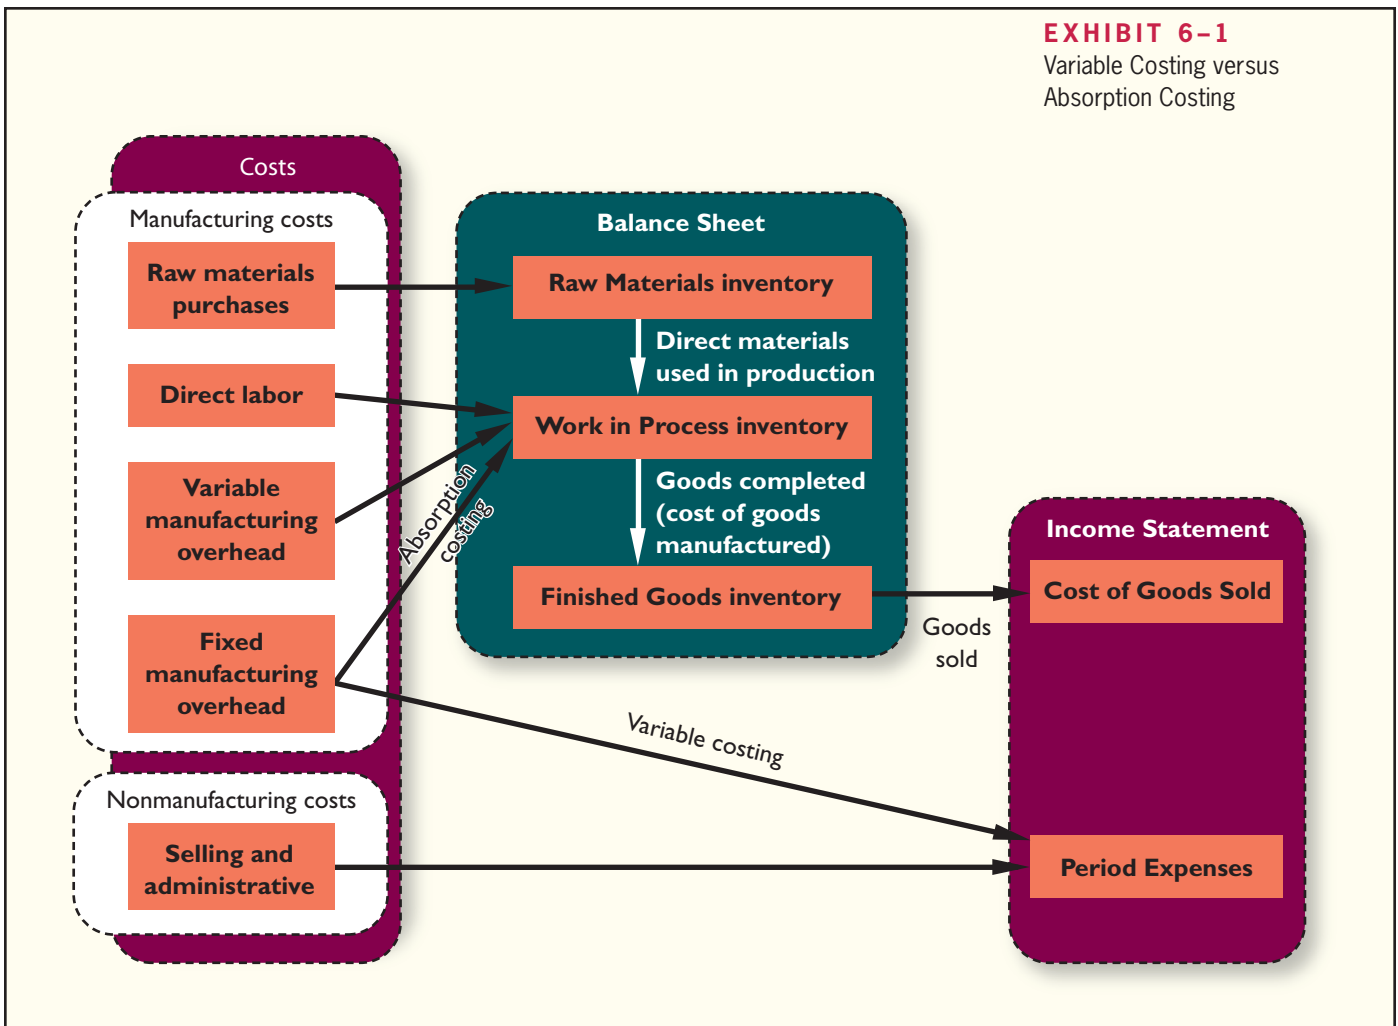 EXHIBIT 6–1
Variable Costing versus
Absorption Costing
Costs
Manufacturing costs
Raw materials
purchases
Direct labor
Variable
manufacturing
overhead
Fixed
manufacturing
overhead
Nonmanufacturing costs
Selling and
administrative
Absorption
costing
Variable costing
Balance Sheet
Raw Materials inventory
Direct materials
used in production
Work in Process inventory
Goods completed
(cost of goods
manufactured)
Finished Goods inventory
Goods
sold
Income Statement
Cost of Goods Sold
Period Expenses